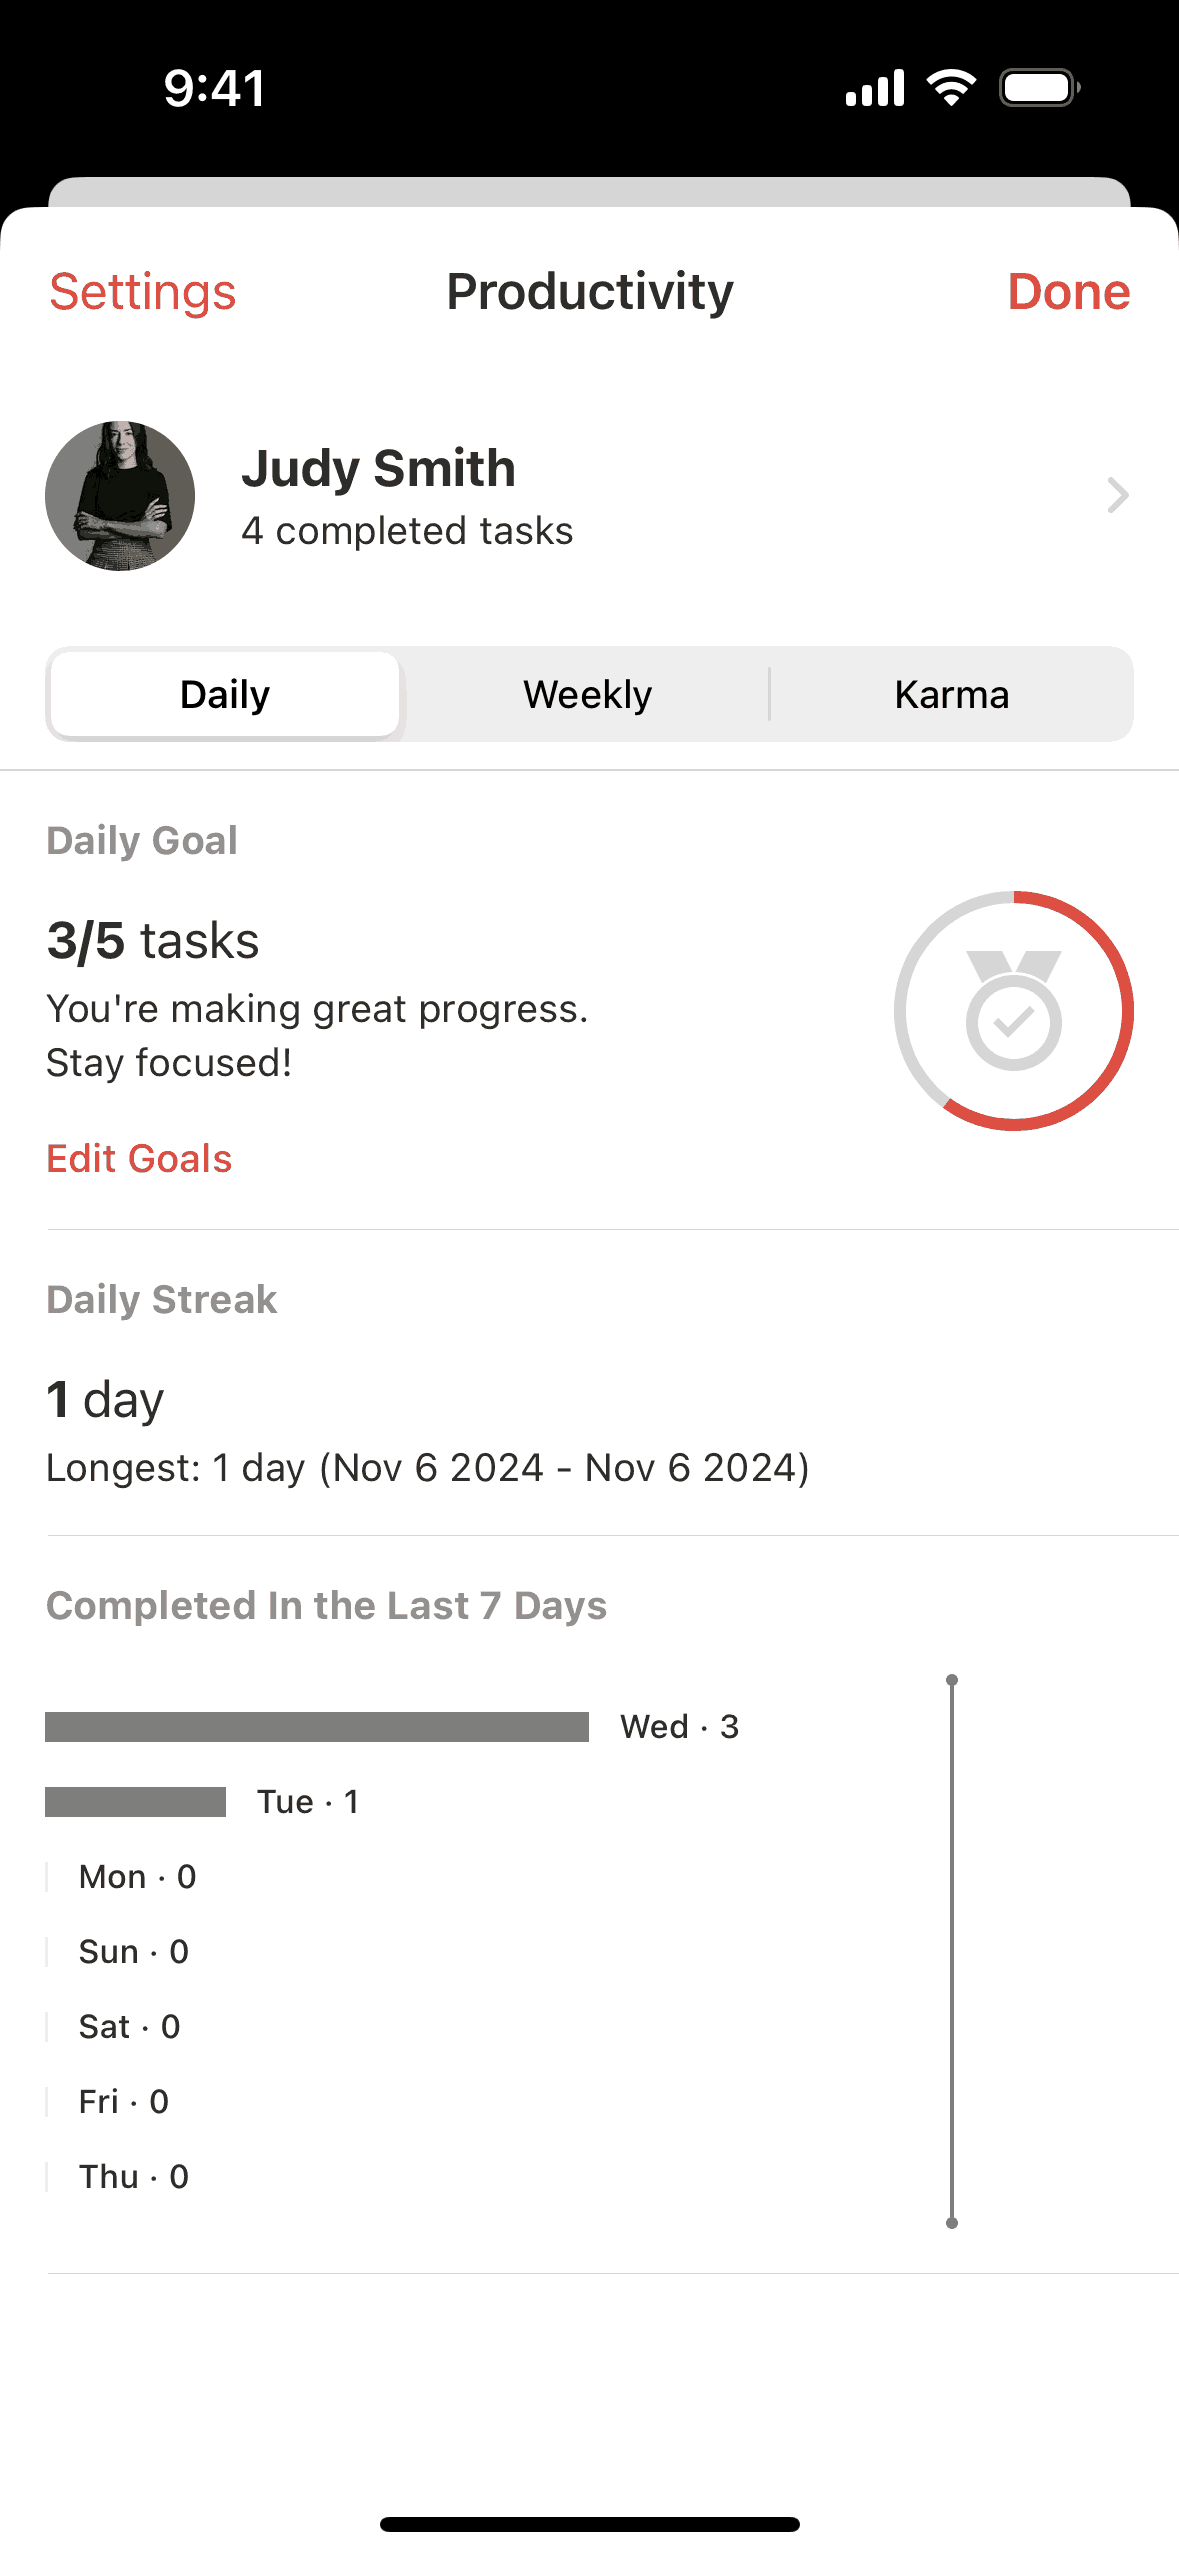 9:41
Settings
Productivity
Done
Judy Smith
4 completed tasks
Daily
Weekly
Karma
Daily Goal
3/5 tasks
You're making great progress.
Stay focused!
Edit Goals
Daily Streak
1 day
Longest: 1 day (Nov 6 2024 - Nov 6 2024)
Completed In the Last 7 Days
Wed · 3
Tue · 1
Mon · 0
Sun · 0
Sat · 0
Fri · 0
Thu · 0